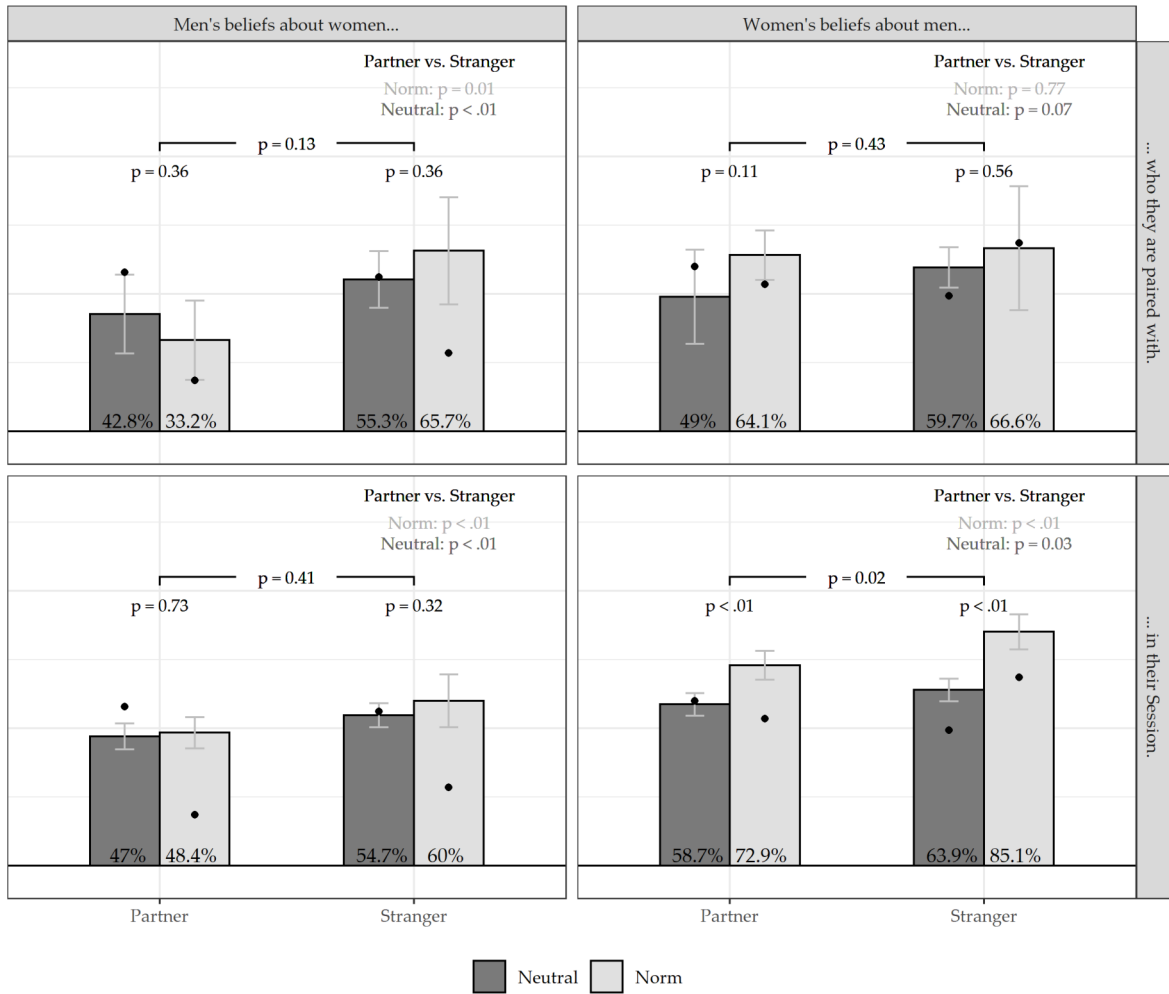 Men's beliefs about women...
Women's beliefs about men...
Partner vs. Stranger
Norm: p = 0.01
Neutral: p < .01
p = 0.13
p = 0.36
p = 0.36
42.8%
33.2%
55.3%
65.7%
Partner vs. Stranger
Norm: p = 0.77
Neutral: p = 0.07
p = 0.43
p = 0.11
p = 0.56
49%
64.1%
59.7%
66.6%
... who they are paired with.
Partner vs. Stranger
Norm: p < .01
Neutral: p < .01
p = 0.41
p = 0.73
p = 0.32
47%
48.4%
54.7%
60%
Partner vs. Stranger
Norm: p < .01
Neutral: p = 0.03
p = 0.02
p < .01
p < .01
58.7%
72.9%
63.9%
85.1%
... in their Session.
Partner
Stranger
Partner
Stranger
Neutral
Norm